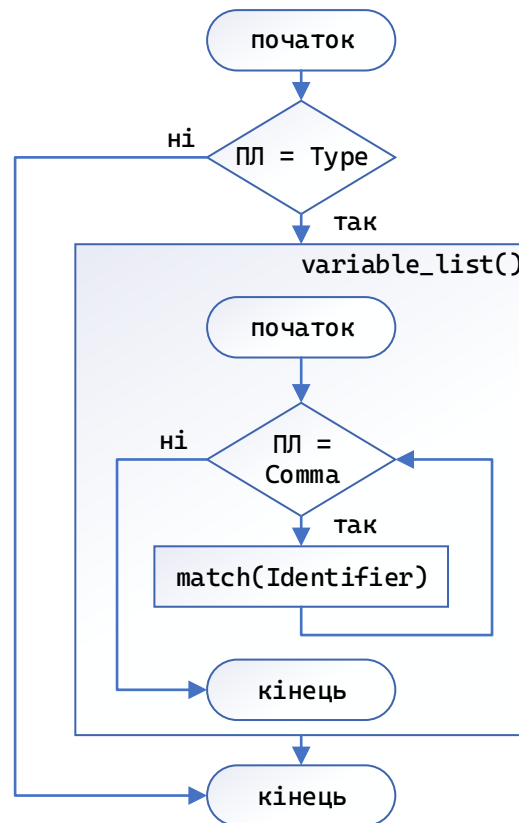 початок
ні
ПЛ = Type
так
variable_list()
початок
ні
ПЛ =
Comma
так
match(Identifier)
кінець
кінець